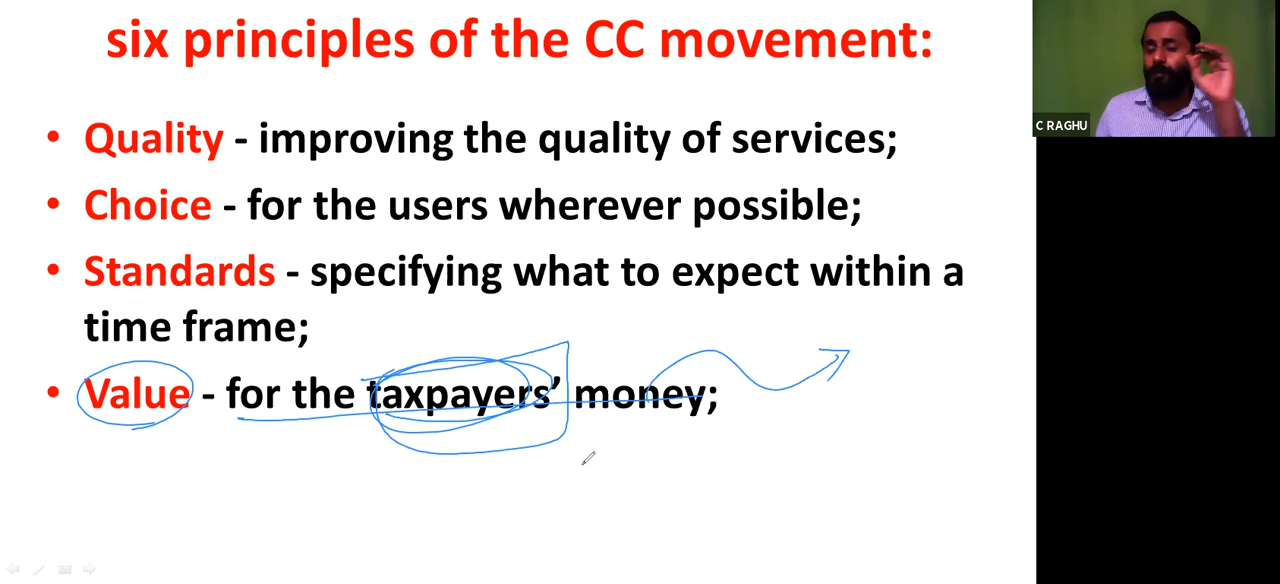 six principles of the CC movement:
• Quality - improving the quality of services;
• Choice - for the users wherever possible;
• Standards - specifying what to expect within a
time frame;
• Value - for the taxpayers’ money;
C RAGHU